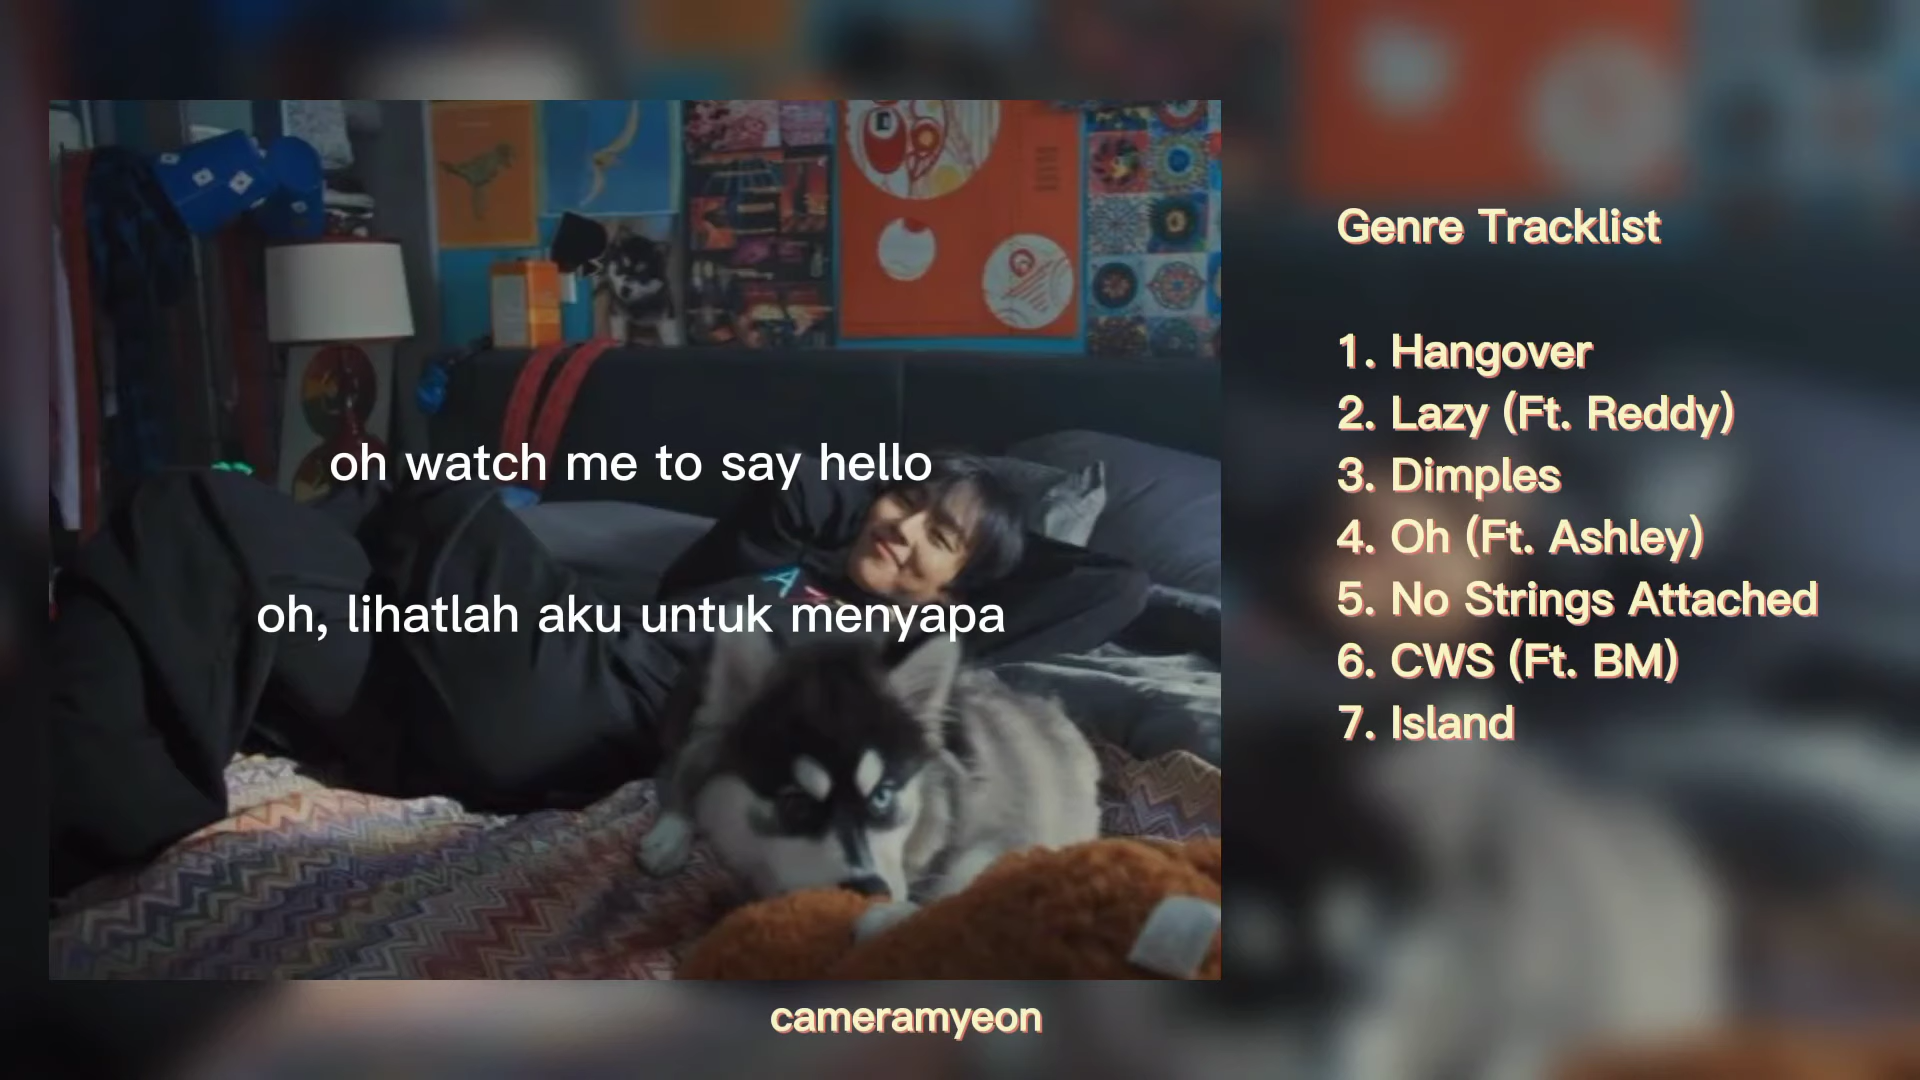 oh watch me to say hello
oh, lihatlah aku untuk menyapa
Genre Tracklist
1. Hangover
2. Lazy (Ft. Reddy)
3. Dimples
4. Oh (Ft. Ashley)
5. No Strings Attached
6. CWS (Ft. BM)
7. Island
cameramyeon